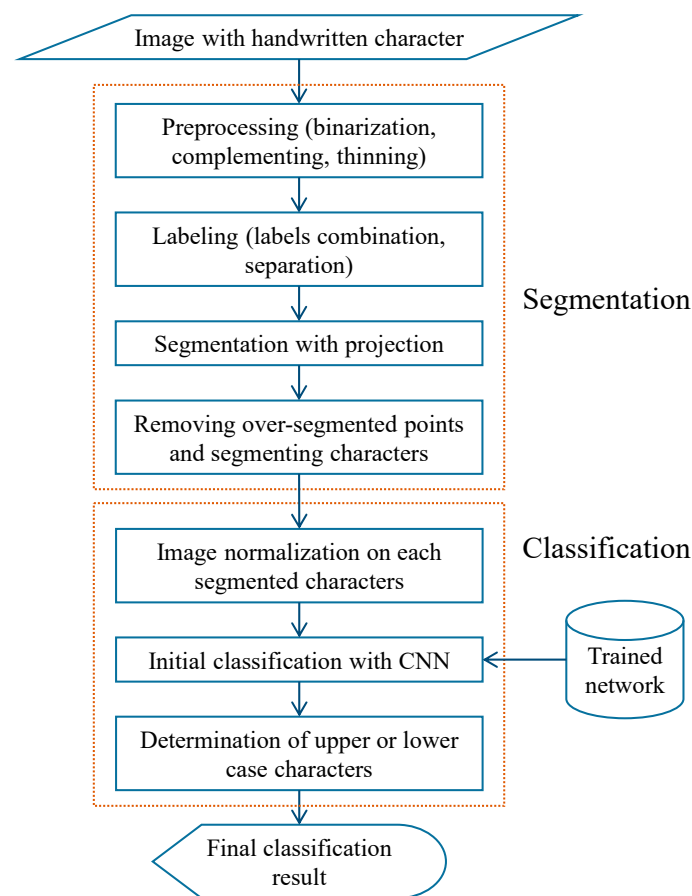 Image with handwritten character
Preprocessing (binarization,
complementing, thinning)
Labeling (labels combination,
separation)
Segmentation
Segmentation with projection
Removing over-segmented points
and segmenting characters
Image normalization on each
segmented characters
Classification
Initial classification with CNN
Trained
network
Determination of upper or lower
case characters
Final classification
result